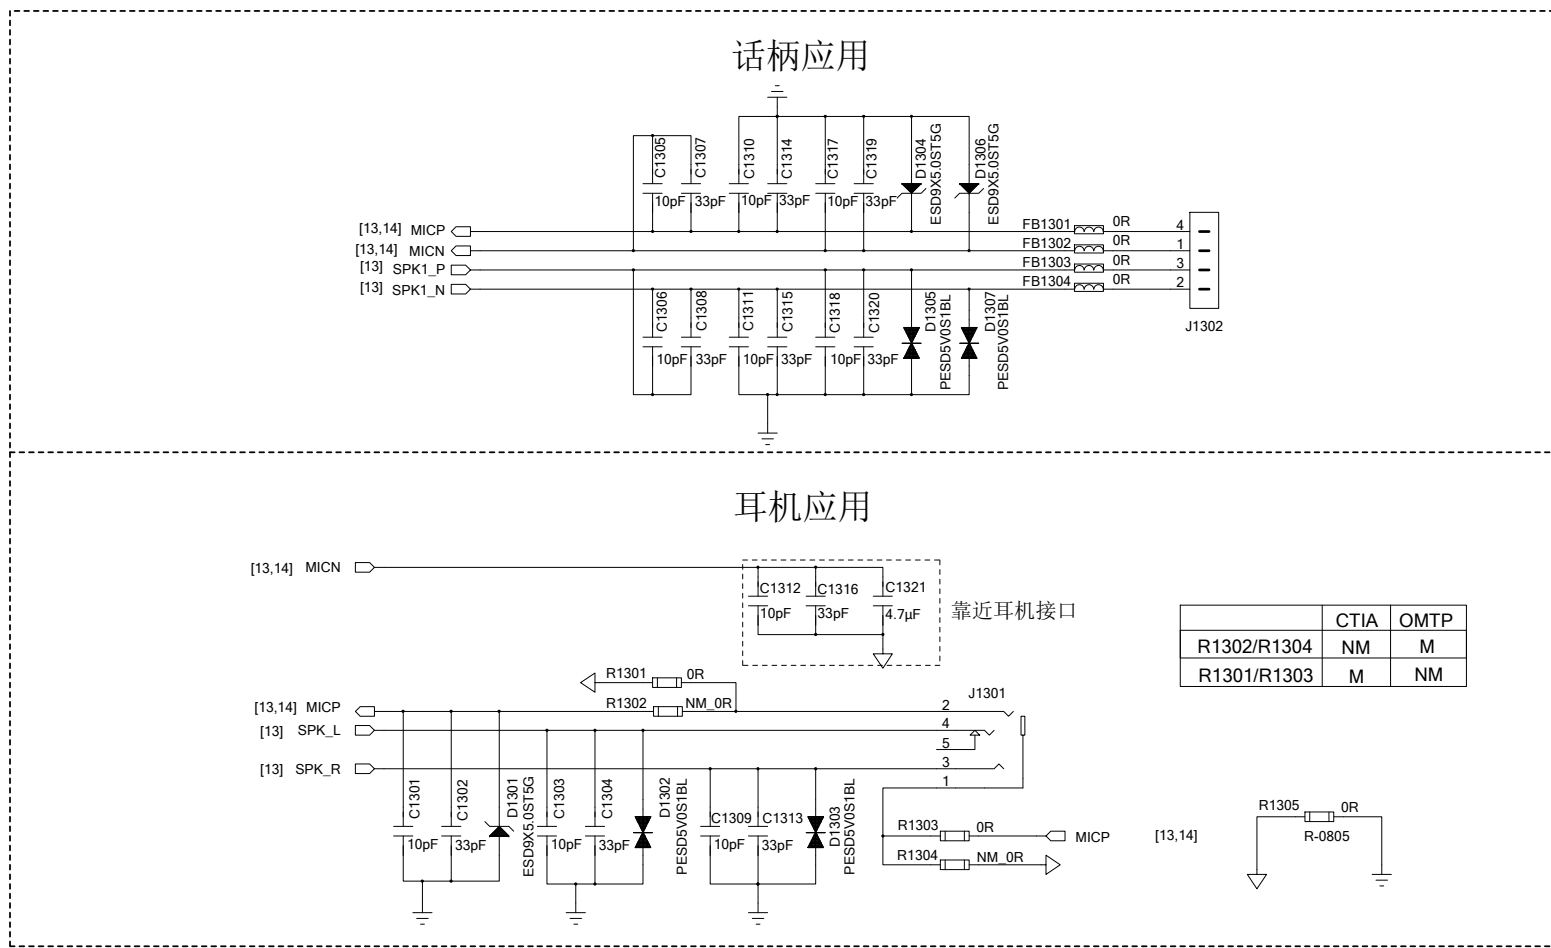 话柄应用
C1305
C1307
C1310
C1314
C1317
C1319
D1304
ESD9X5.0ST5G
D1306
ESD9X5.0ST5G
10pF
33pF
10pF
33pF
10pF
33pF
[13,14] MICP
FB1301 0R 4
[13,14] MICN
FB1302 0R 1
[13] SPK1_P
FB1303 0R 3
[13] SPK1_N
FB1304 0R 2
J1302
C1306
C1308
C1311
C1315
C1318
C1320
D1305
PESD5V0S1BL
D1307
PESD5V0S1BL
10pF
33pF
10pF
33pF
10pF
33pF
耳机应用
[13,14] MICN
C1312
C1316
C1321
10pF
33pF
4.7μF
靠近耳机接口
CTIA OMTP
R1302/R1304 NM M
R1301/R1303 M NM
R1301 0R
J1301
[13,14] MICP
R1302 NM_0R
2
[13] SPK_L
4
5
[13] SPK_R
3
1
C1301
C1302
D1301
ESD9X5.0ST5G
C1303
C1304
D1302
PESD5V0S1BL
C1309
C1313
D1303
PESD5V0S1BL
10pF
33pF
10pF
33pF
10pF
33pF
R1303 0R
MICP [13,14]
R1304 NM_0R
R1305 0R
R-0805